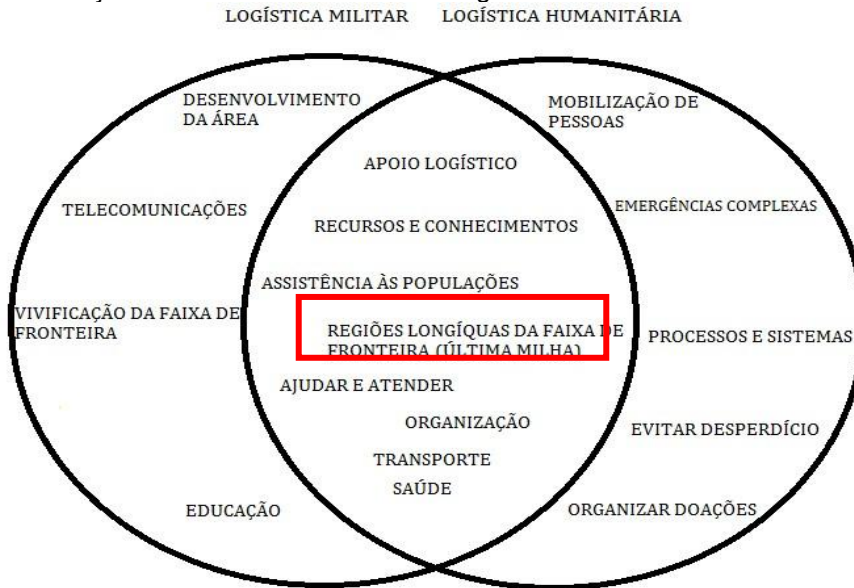 LOGÍSTICA MILITAR LOGÍSTICA HUMANITÁRIA
DESENVOLVIMENTO
DA ÁREA
MOBILIZAÇÃO DE
PESSOAS
APOIO LOGÍSTICO
TELECOMUNICAÇÕES
EMERGÊNCIAS COMPLEXAS
RECURSOS E CONHECIMENTOS
ASSISTÊNCIA ÀS POPULAÇÕES
VIVIFICAÇÃO DA FAIXA DE
FRONTEIRA
REGIÕES LONGÍQUAS DA FAIXA DE
FRONTEIRA (ÚLTIMA MILHA)
PROCESSOS E SISTEMAS
AJUDAR E ATENDER
ORGANIZAÇÃO
EVITAR DESPERDÍCIO
TRANSPORTE
SAÚDE
EDUCAÇÃO
ORGANIZAR DOAÇÕES